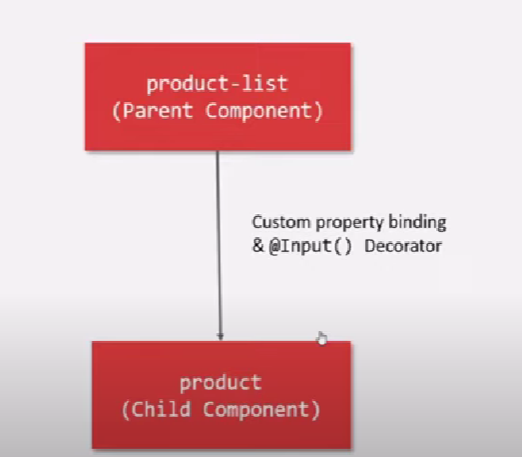 product-list
(Parent Component)
Custom property binding
& @Input() Decorator
product
(Child Component)